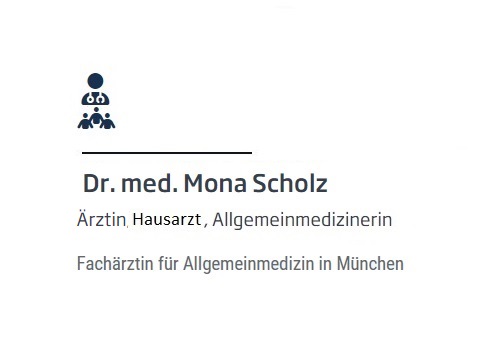 Dr. med. Mona Scholz
Ärztin, Hausarzt, Allgemeinmedizinerin
Fachärztin für Allgemeinmedizin in München